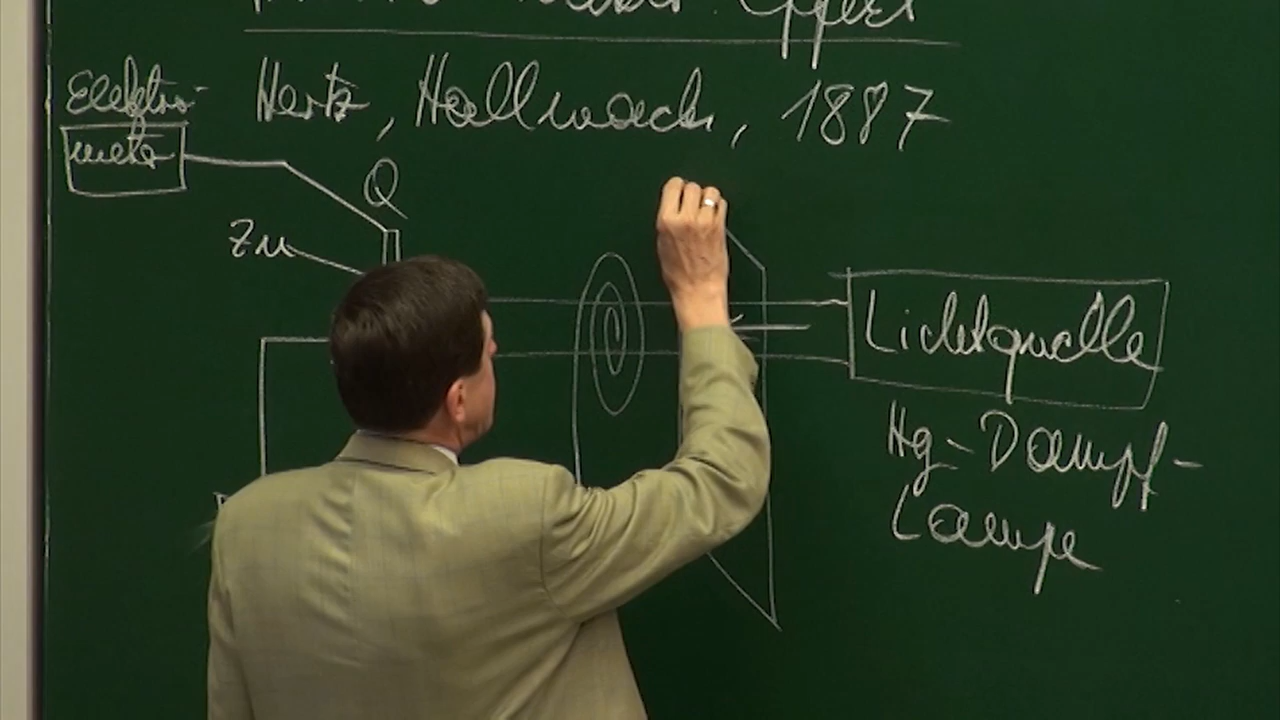 Effekt
Hertz, Hallwachs, 1887
Elektro-
meter
Q
Zn
Lichtquelle
Hg-Dampf-
Lampe